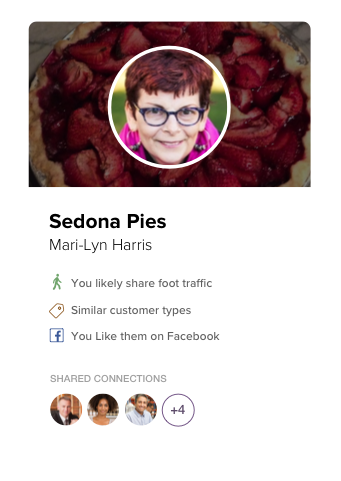 Sedona Pies
Mari-Lyn Harris
You likely share foot traffic
Similar customer types
You Like them on Facebook
SHARED CONNECTIONS
+4